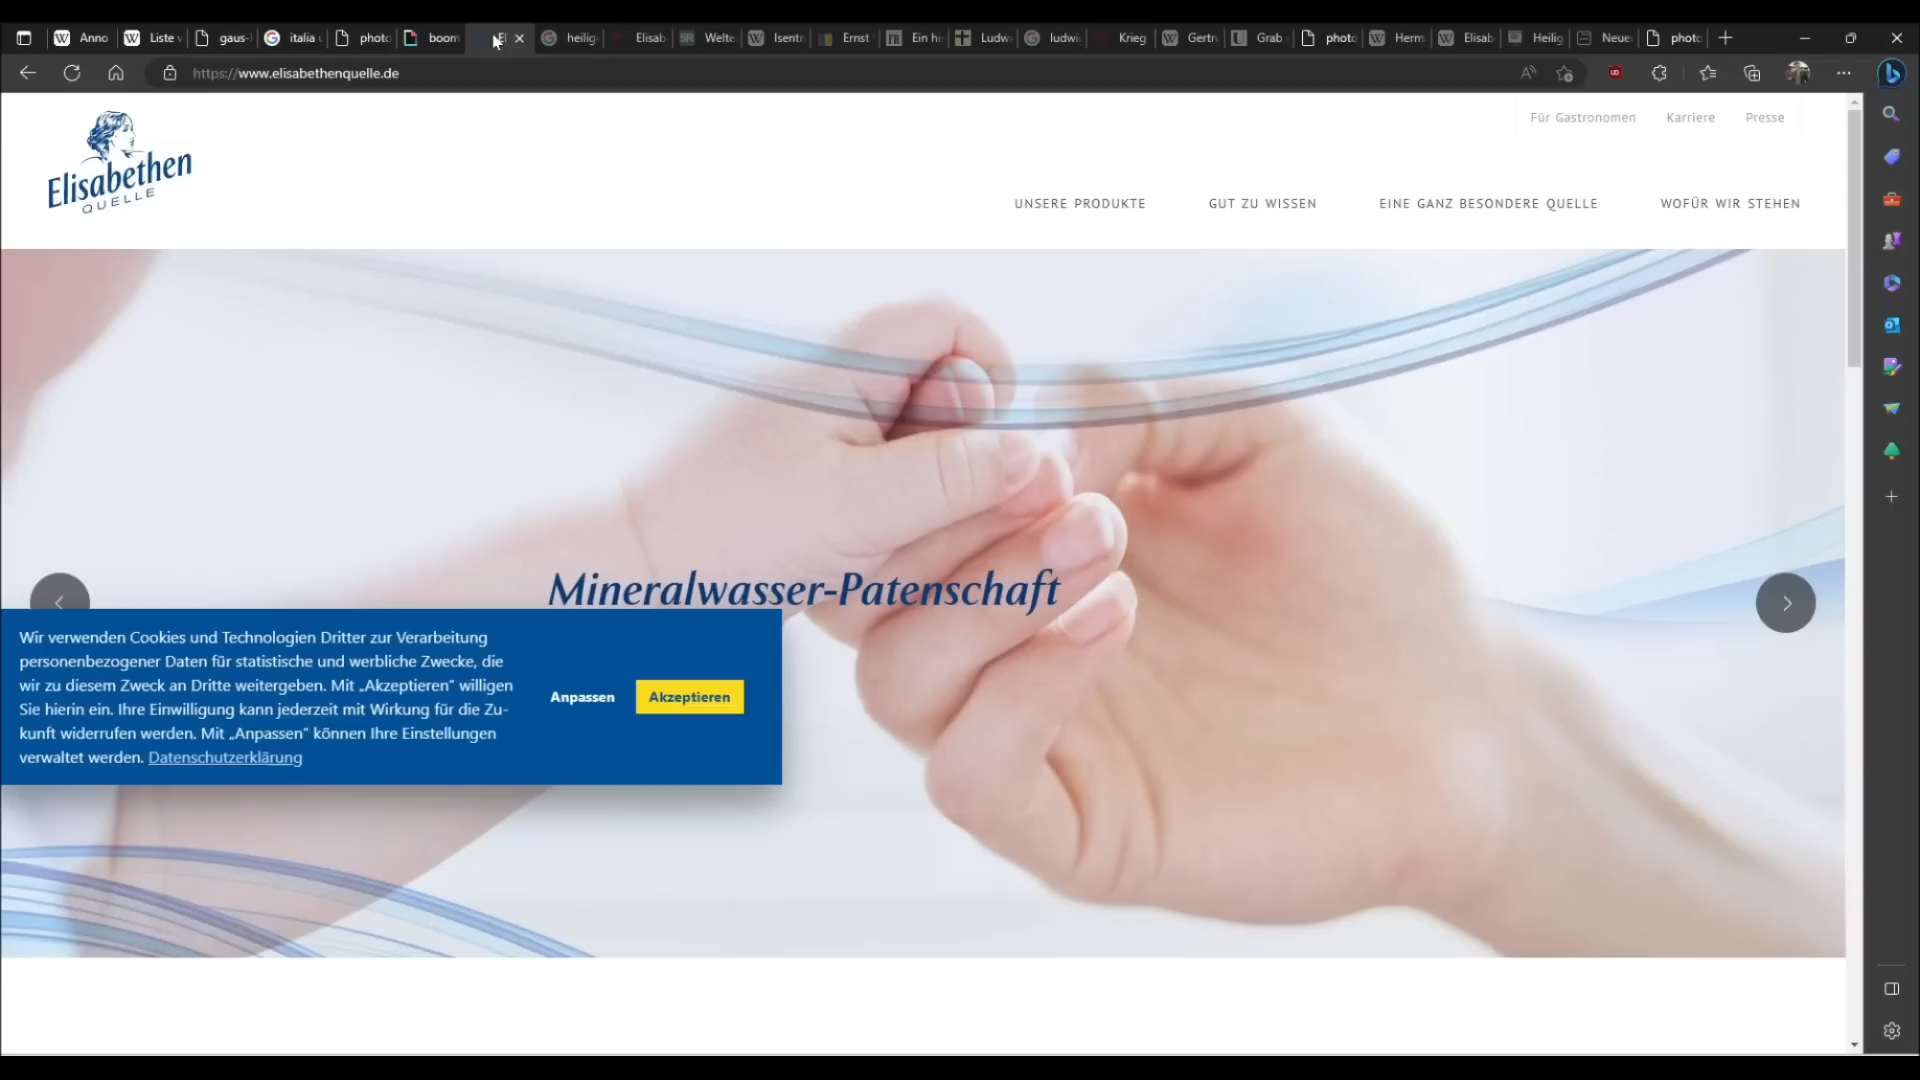 Anno
Liste
gaus-
italia
photo
boom
El
heilig
Elisab
Welte
Isentr
Ernst
Ein hi
Ludw
ludwi
Krieg
Gertr
Grab
photo
Herm
Elisab
Heilig
Neue
photo
https://www.elisabethenquelle.de
Für Gastronomen
Karriere
Presse
Elisabethen
QUELLE
UNSERE PRODUKTE
GUT ZU WISSEN
EINE GANZ BESONDERE QUELLE
WOFÜR WIR STEHEN
Mineralwasser-Patenschaft
Wir verwenden Cookies und Technologien Dritter zur Verarbeitung
personenbezogener Daten für statistische und werbliche Zwecke, die
wir zu diesem Zweck an Dritte weitergeben. Mit „Akzeptieren“ willigen
Sie hierin ein. Ihre Einwilligung kann jederzeit mit Wirkung für die Zu-
kunft widerrufen werden. Mit „Anpassen“ können Ihre Einstellungen
verwaltet werden. Datenschutzerklärung
Anpassen
Akzeptieren